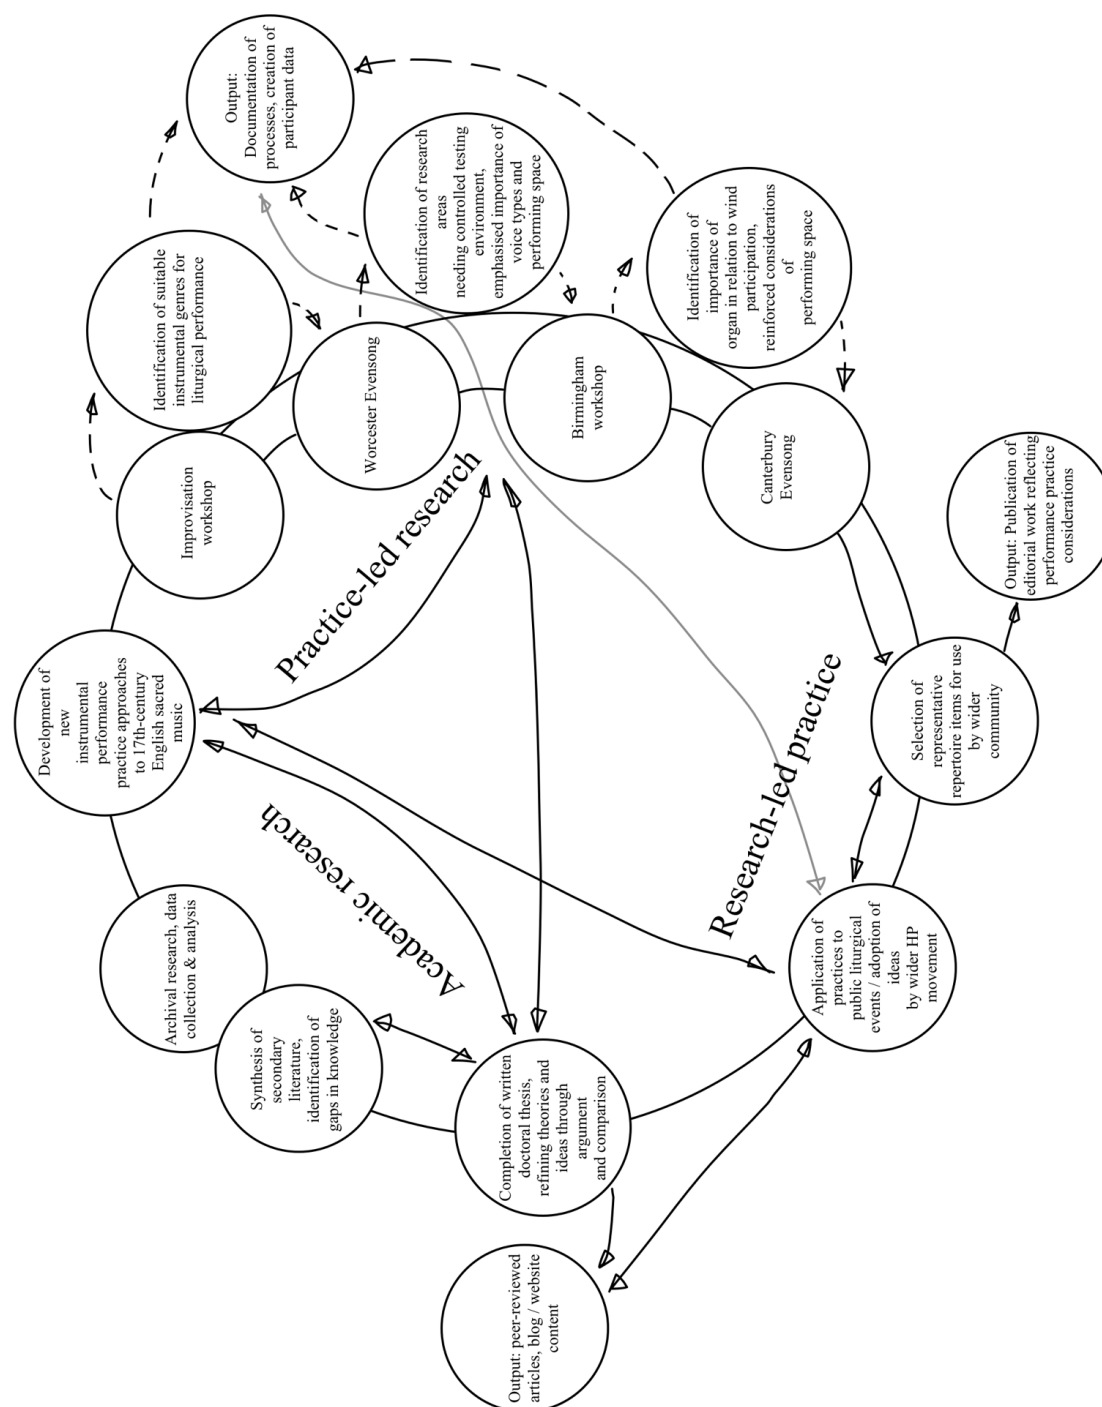 Output:
Documentation of
processes, creation of
participant data
Identification of suitable
instrumental genres for
liturgical performance
Identification of research
areas
needing controlled testing
environment,
emphasised importance of
voice types and
performing space
Identification of
importance of
organ in relation to wind
participation,
reinforced considerations
of
performing space
Improvisation
workshop
Worcester Evensong
Birmingham
workshop
Canterbury
Evensong
Output: Publication of
editorial work reflecting
performance practice
considerations
Development of
new
instrumental
performance
practice approaches
to 17th-century
English sacred
music
Practice-led research
Academic research
Research-led practice
Selection of
representative
repertoire items for use
by wider
community
Archival research, data
collection & analysis
Synthesis of
secondary
literature,
identification of
gaps in knowledge
Completion of written
doctoral thesis,
refining theories and
ideas through
argument
and comparison
Application of
practices to
public liturgical
events / adoption of
ideas
by wider HP
movement
Output: peer-reviewed
articles, blog / website
content